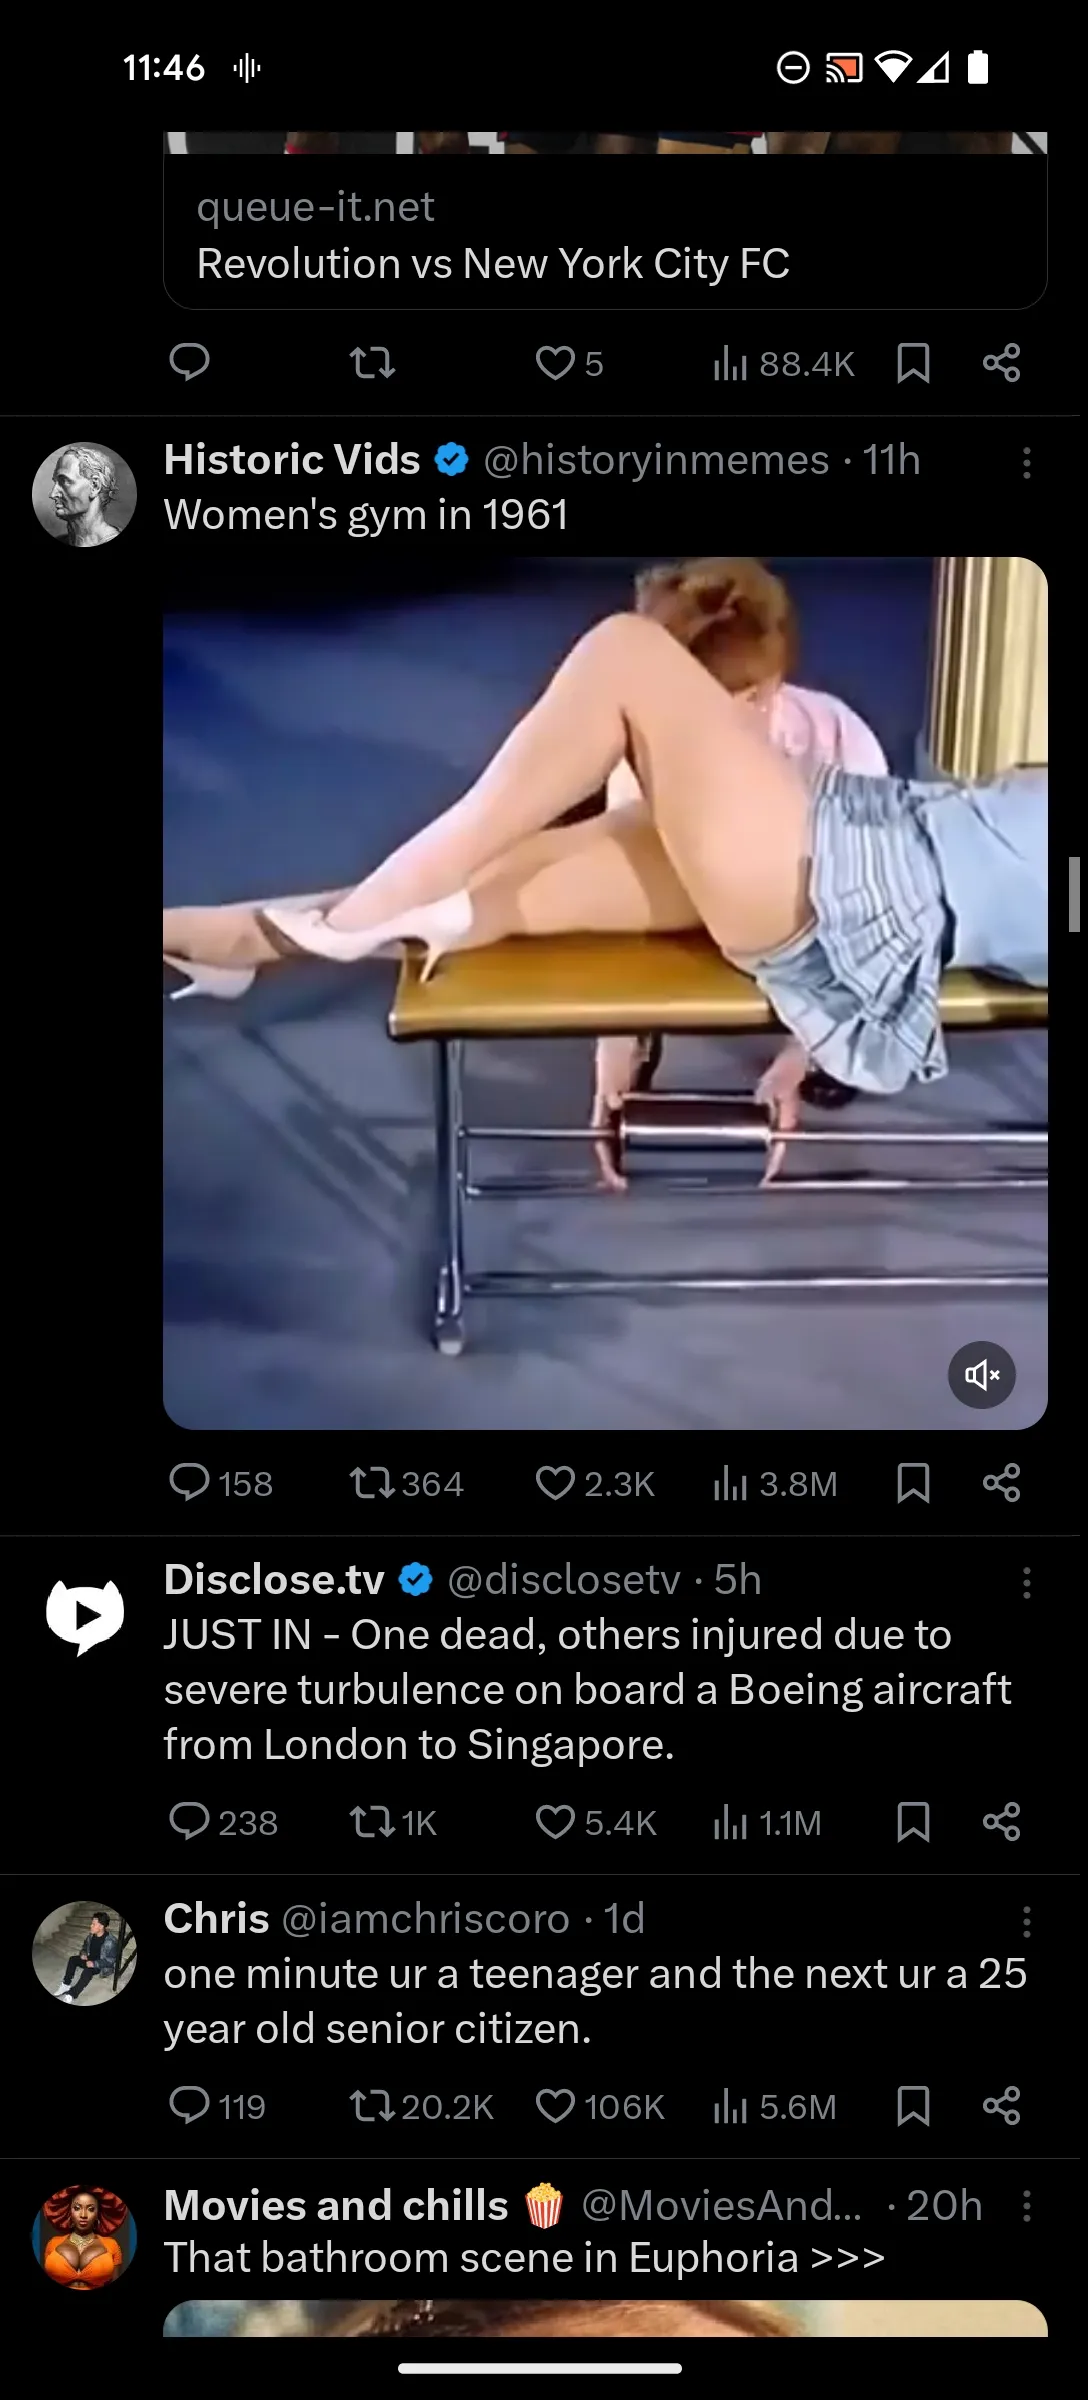 11:46
queue-it.net
Revolution vs New York City FC
5 88.4K
Historic Vids @historyinmemes · 11h
Women's gym in 1961
158 364 2.3K 3.8M
Disclose.tv @disclosetv · 5h
JUST IN - One dead, others injured due to
severe turbulence on board a Boeing aircraft
from London to Singapore.
238 1K 5.4K 1.1M
Chris @iamchriscoro · 1d
one minute ur a teenager and the next ur a 25
year old senior citizen.
119 20.2K 106K 5.6M
Movies and chills 🍿 @MoviesAnd... · 20h
That bathroom scene in Euphoria >>>